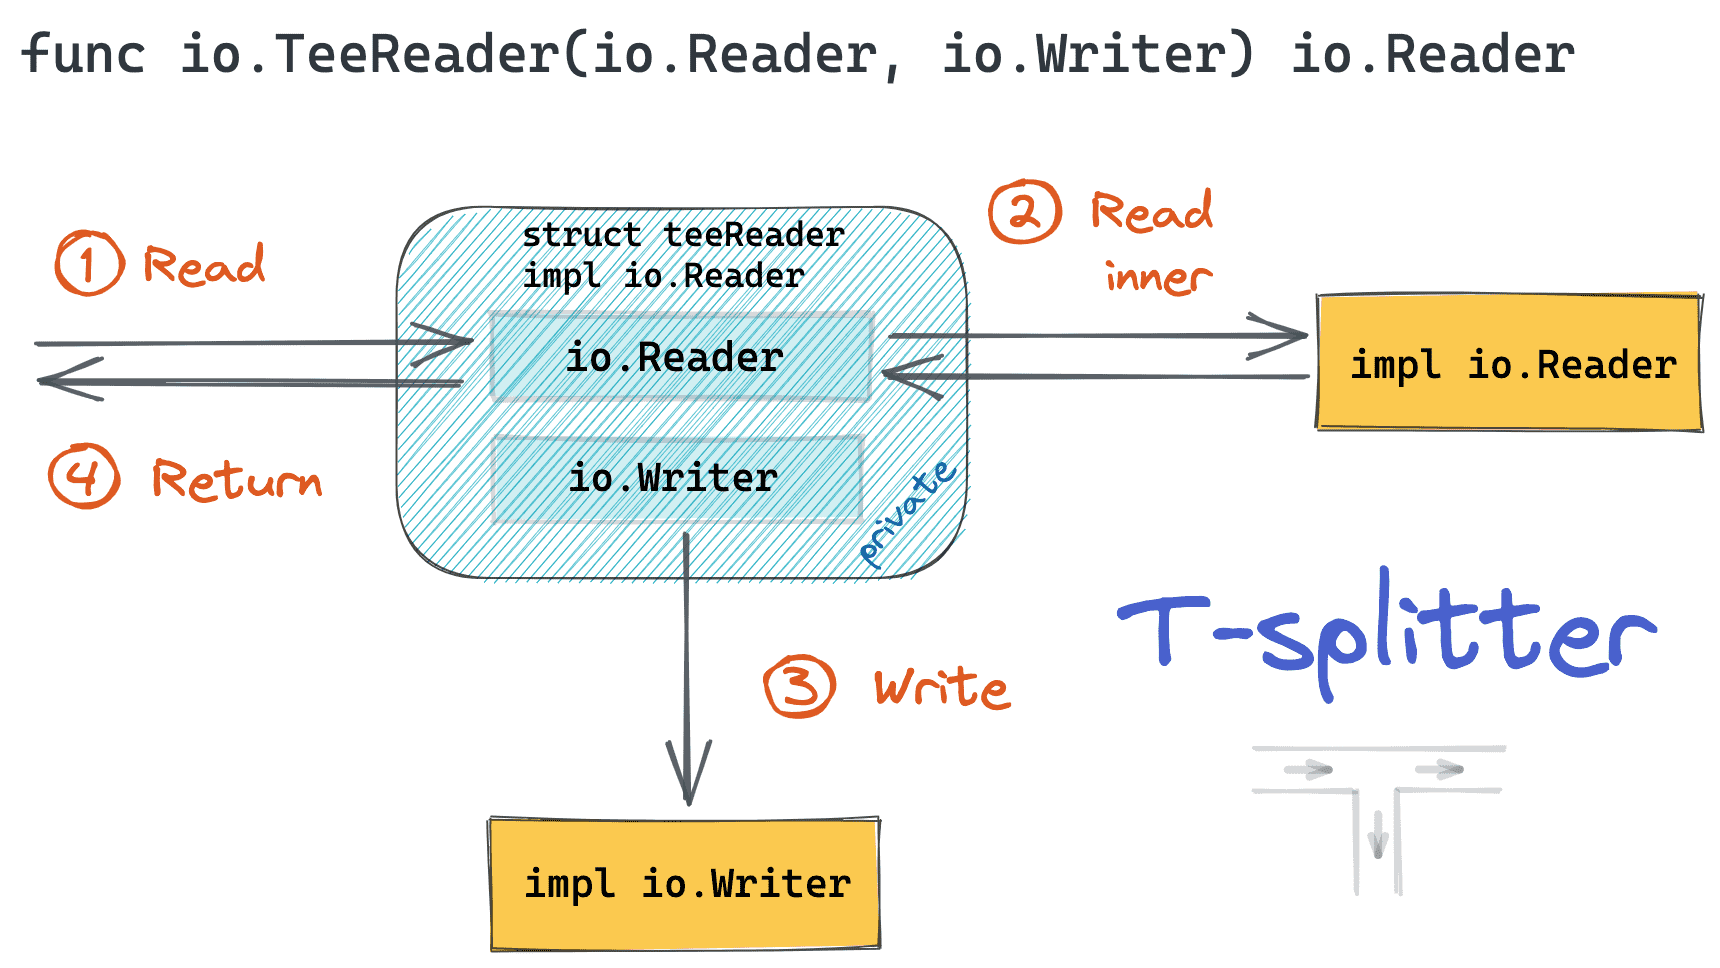 func io.TeeReader(io.Reader, io.Writer) io.Reader
1 Read
struct teeReader
impl io.Reader
io.Reader
io.Writer
private
2 Read
inner
impl io.Reader
4 Return
3 Write
impl io.Writer
T-splitter